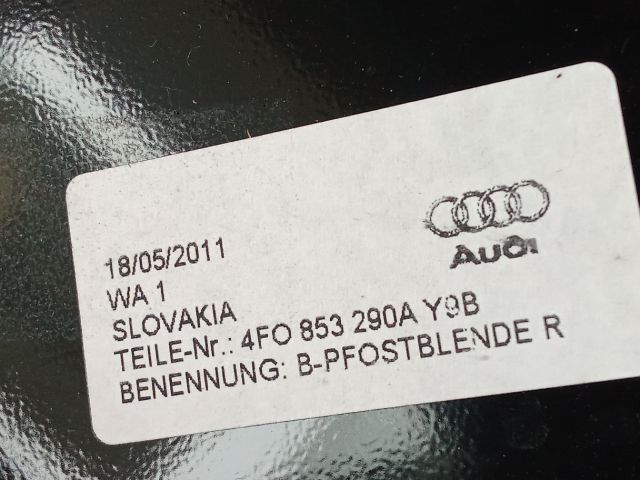 AUDI
18/05/2011
WA 1
SLOVAKIA
TEILE-Nr.: 4FO 853 290A Y9B
BENENNUNG: B-PFOSTBLENDE R